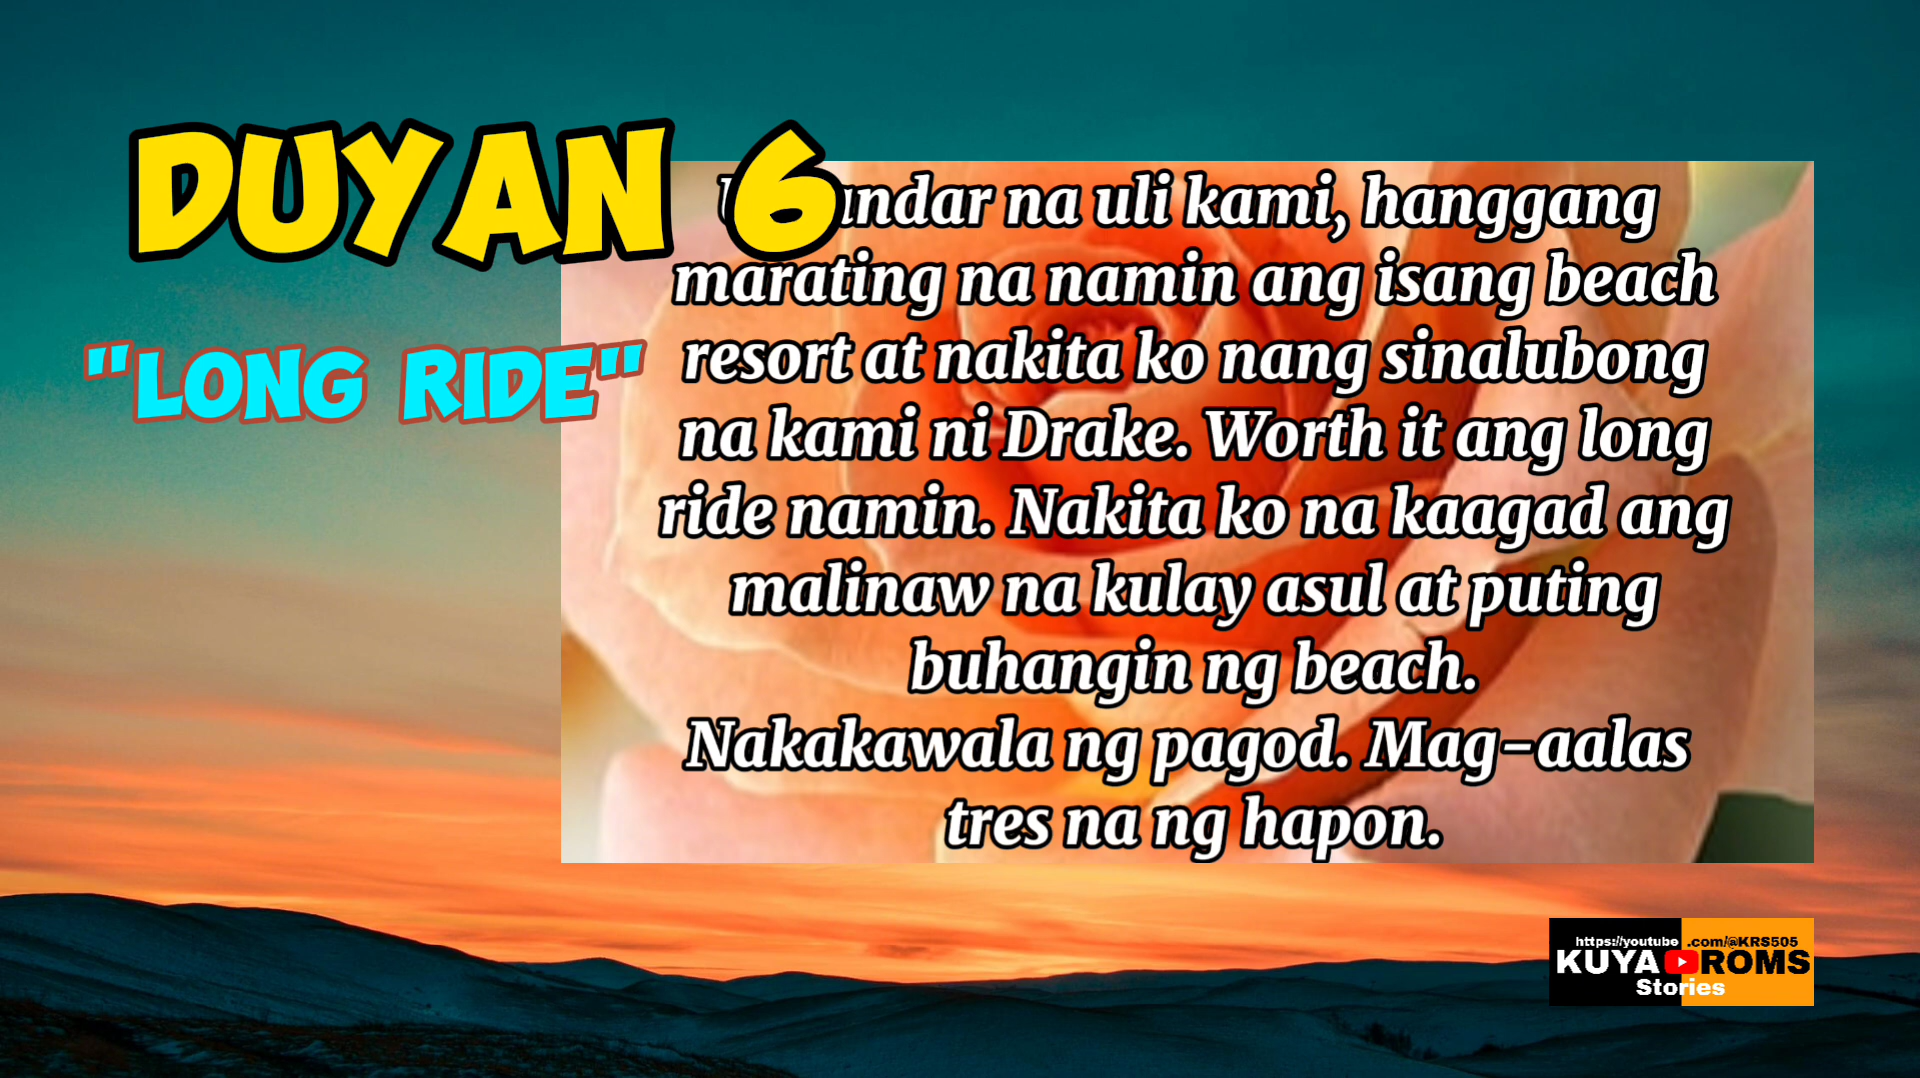 DUYAN 6
"LONG RIDE"
na uli kami, hanggang
marating na namin ang isang beach
resort at nakita ko nang sinalubong
na kami ni Drake. Worth it ang long
ride namin. Nakita ko na kaagad ang
malinaw na kulay asul at puting
buhangin ng beach.
Nakakawala ng pagod. Mag-aalas
tres na ng hapon.
https://youtube.com/@KRS505
KUYA ROMS
Stories